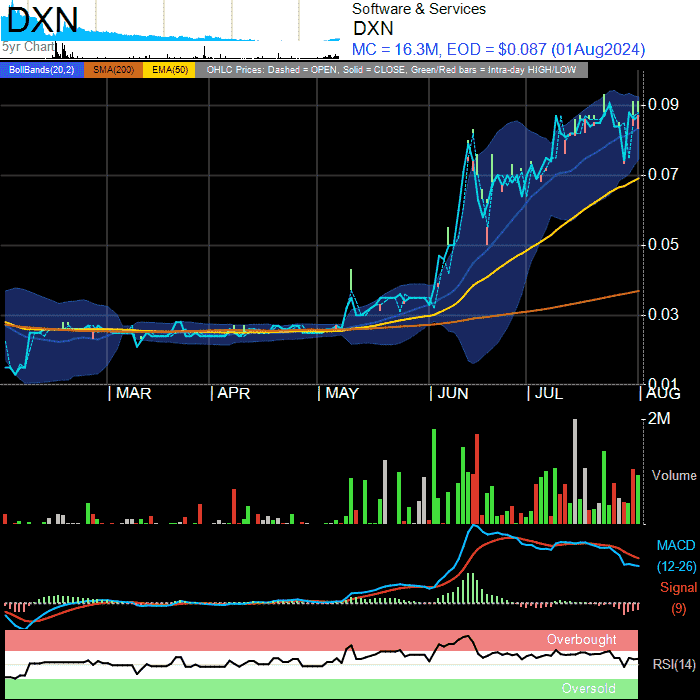 DXN
5yr Chart
Software & Services
DXN
MC = 16.3M, EOD = $0.087 (01Aug2024)
BollBands(20,2) SMA(200) EMA(50) OHLC Prices: Dashed = OPEN, Solid = CLOSE, Green/Red bars = Intra-day HIGH/LOW
0.09
0.07
0.05
0.03
0.01
MAR APR MAY JUN JUL AUG
2M
Volume
MACD
(12-26)
Signal
(9)
Overbought
RSI(14)
Oversold